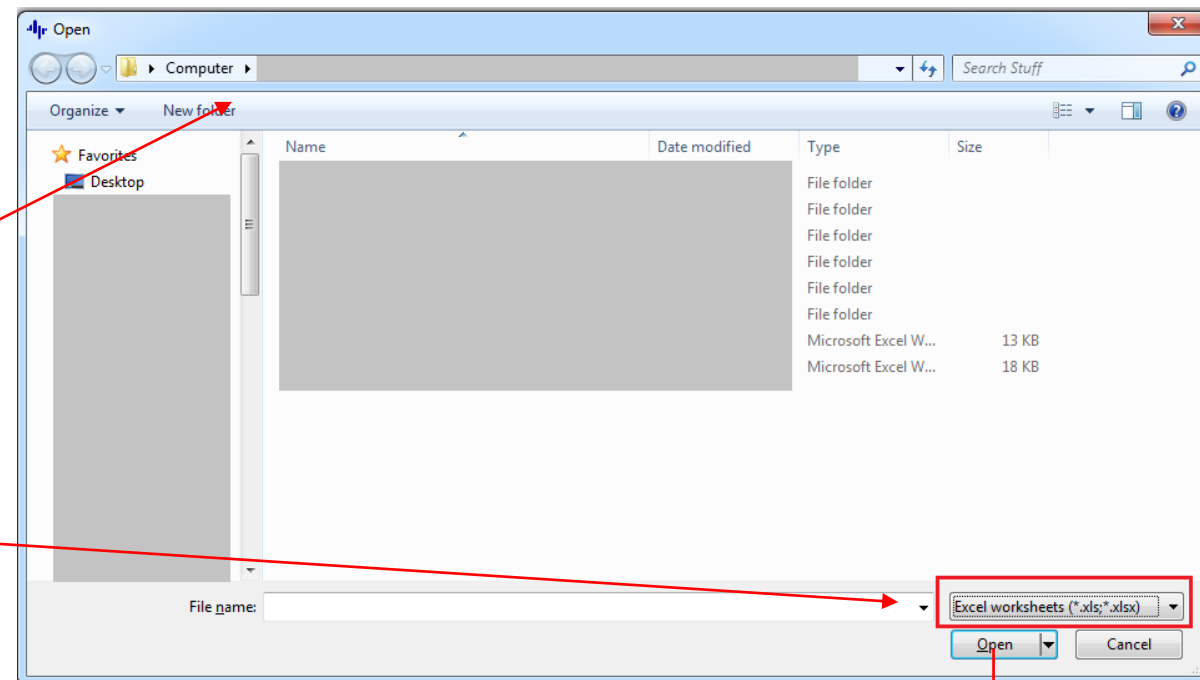 Open
Computer
Search Stuff
Organize
New folder
Name Date modified Type Size
Favorites
Desktop
File folder
File folder
File folder
File folder
File folder
File folder
Microsoft Excel W... 13 KB
Microsoft Excel W... 18 KB
File name:
Excel worksheets (*.xls;*.xlsx)
Open
Cancel